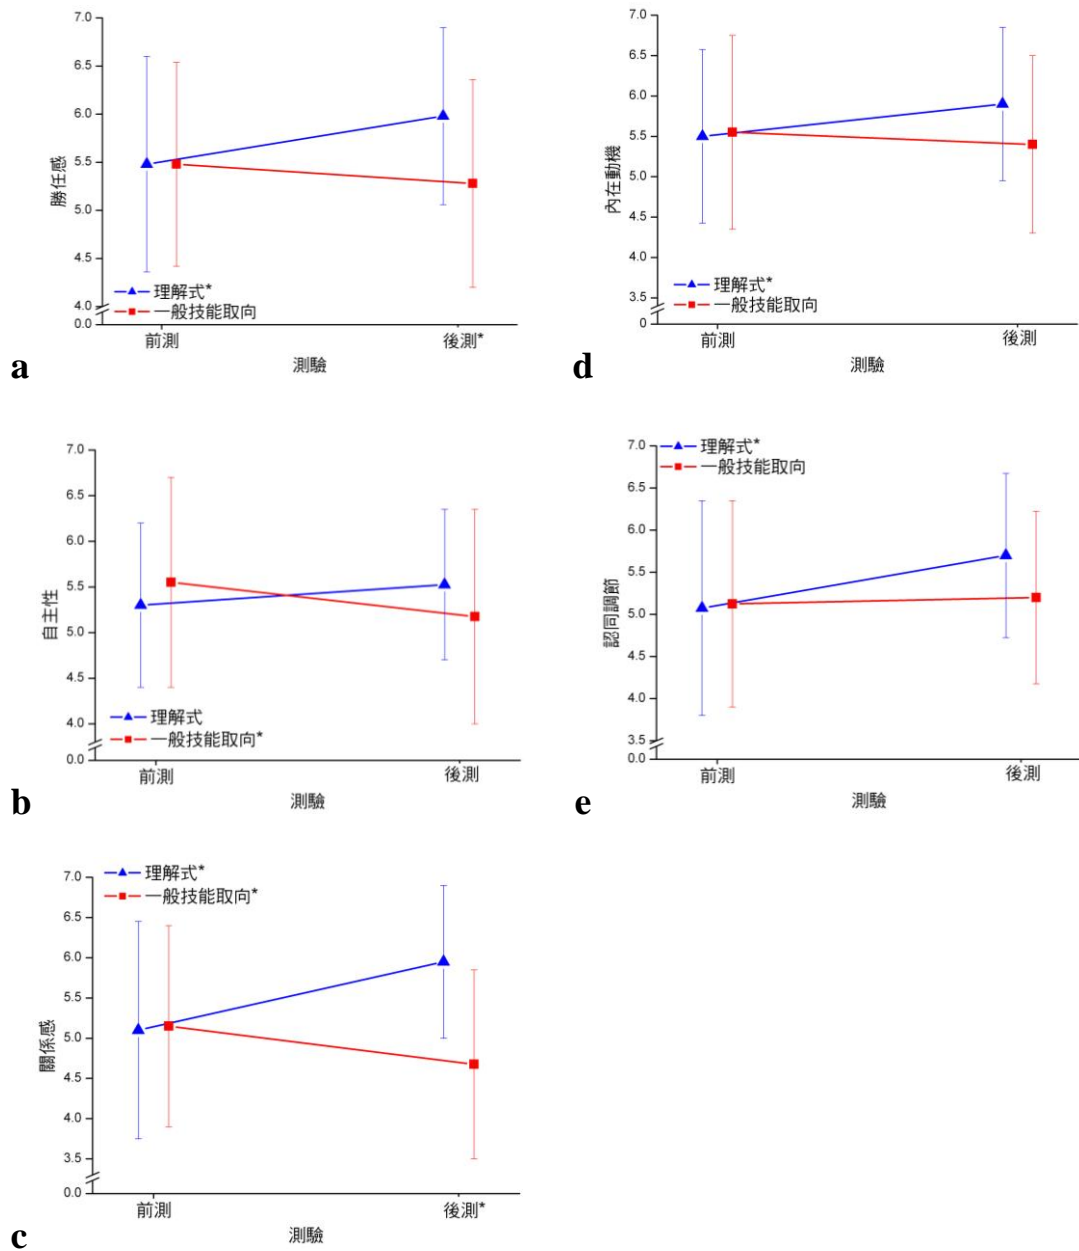 7.0
6.5
6.0
5.5
5.0
4.5
4.0
0.0
勝任感
理解式*
一般技能取向
前測
後測*
測驗
a
7.0
6.5
6.0
5.5
5.0
4.5
4.0
3.5
0
內在動機
理解式*
一般技能取向
前測
後測
測驗
d
7.0
6.5
6.0
5.5
5.0
4.5
4.0
0.0
自主性
理解式
一般技能取向*
前測
後測
測驗
b
7.0
6.5
6.0
5.5
5.0
4.5
4.0
3.5
0.0
認同調節
理解式*
一般技能取向
前測
後測
測驗
e
7.0
6.5
6.0
5.5
5.0
4.5
4.0
3.5
0.0
關係感
理解式*
一般技能取向*
前測
後測*
測驗
c